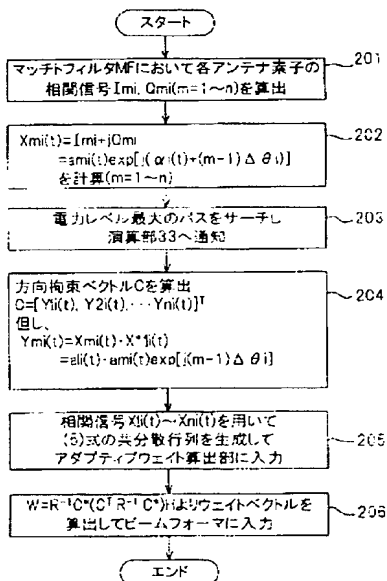 スタート
201
マッチトフィルタMFにおいて各アンテナ素子の
相関信号Imi, Qmi(m=1~n)を算出
202
Xmi(t)=Imi+jQmi
=ami(t)exp[j(αi(t)+(m-1)Δθi)]
を計算(m=1~n)
203
電力レベル最大のパスをサーチし
演算部33へ通知
204
方向拘束ベクトルCを算出
C=[Y1i(t), Y2i(t), ・・・Yni(t)]ᵀ
但し、
Ymi(t)=Xmi(t)・X*1i(t)
=a1i(t)・ami(t)exp[j(m-1)Δθi]
205
相関信号X1i(t)~Xni(t)を用いて
(5)式の共分散行列を生成して
アダプティブウェイト算出部に入力
206
W=R⁻¹C*(CᵀR⁻¹C*)Hよりウェイトベクトルを
算出してビームフォーマに入力
エンド